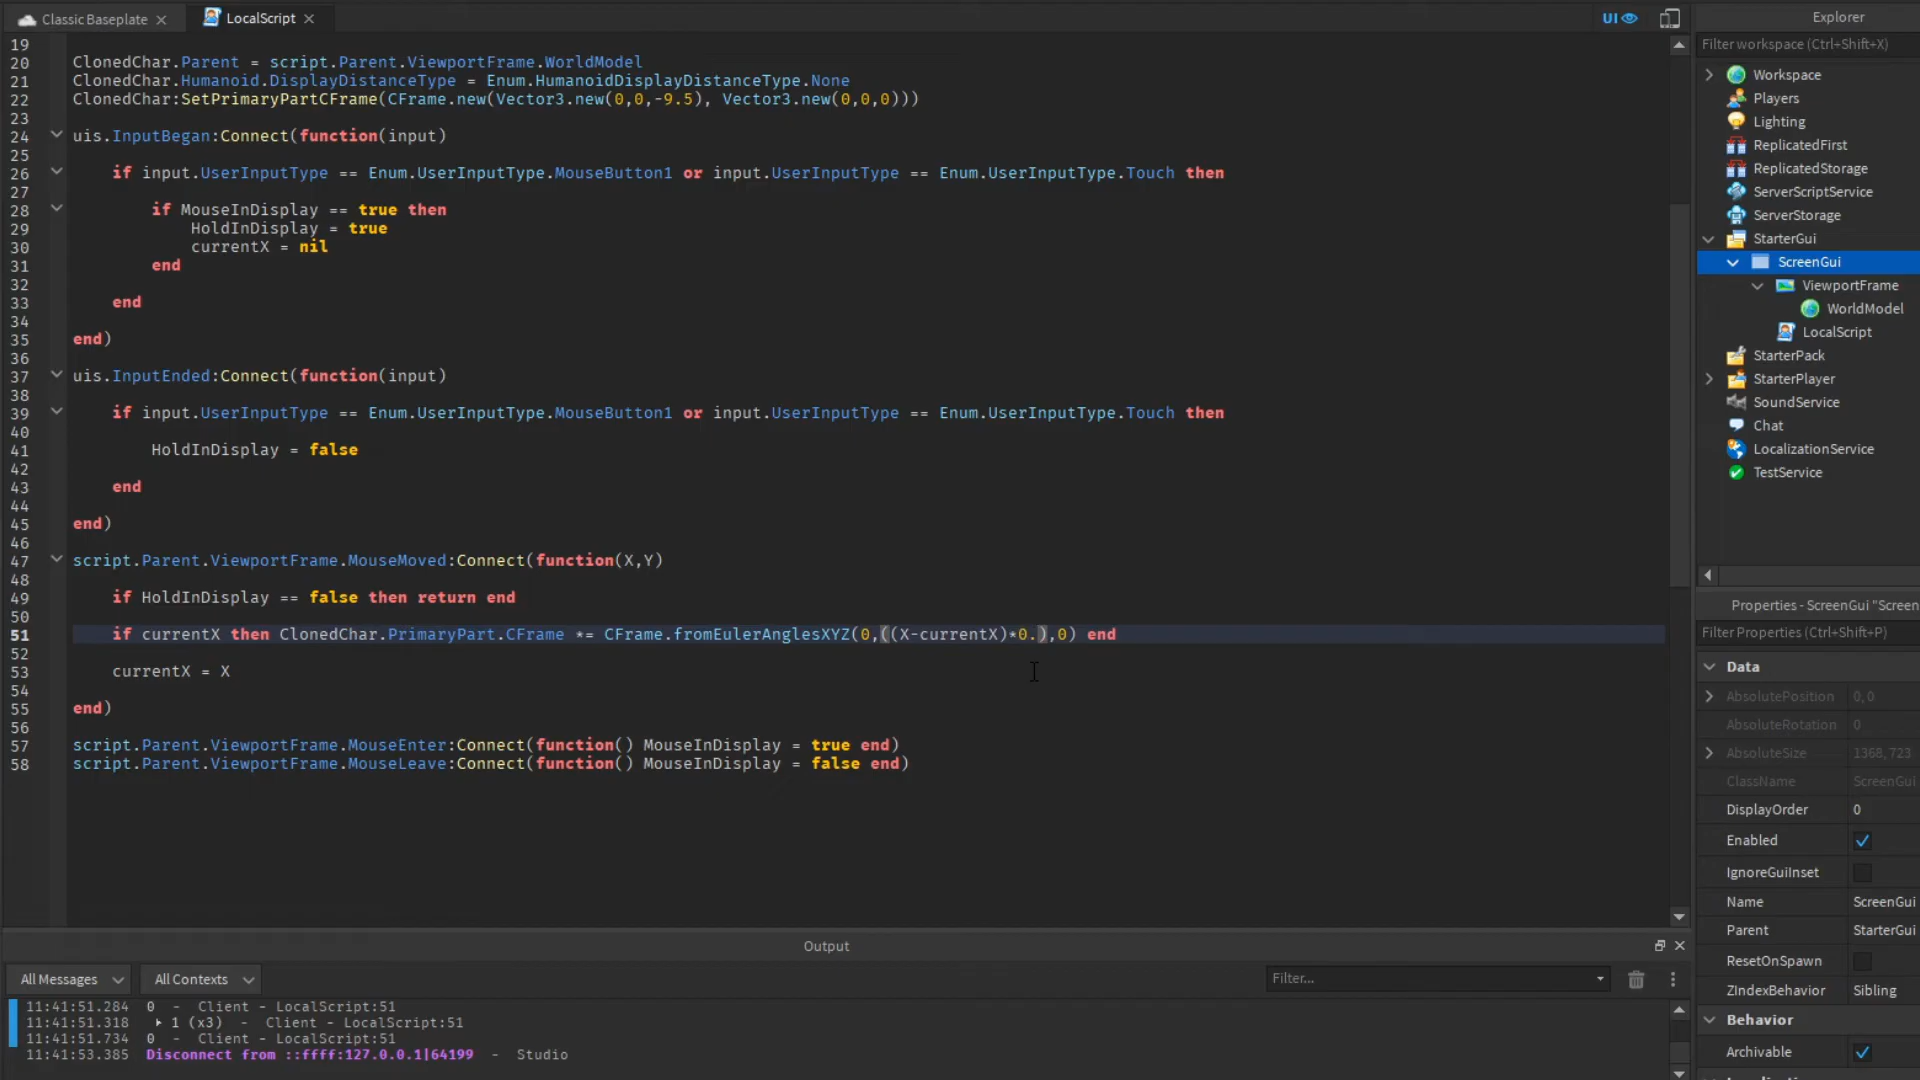 Classic Baseplate
LocalScript
UI
Explorer
Filter workspace (Ctrl+Shift+X)
19
20 ClonedChar.Parent = script.Parent.ViewportFrame.WorldModel
21 ClonedChar.Humanoid.DisplayDistanceType = Enum.HumanoidDisplayDistanceType.None
22 ClonedChar:SetPrimaryPartCFrame(CFrame.new(Vector3.new(0,0,-9.5), Vector3.new(0,0,0)))
23
24 uis.InputBegan:Connect(function(input)
25
26 if input.UserInputType == Enum.UserInputType.MouseButton1 or input.UserInputType == Enum.UserInputType.Touch then
27
28 if MouseInDisplay == true then
29 HoldInDisplay = true
30 currentX = nil
31 end
32
33 end
34
35 end)
36
37 uis.InputEnded:Connect(function(input)
38
39 if input.UserInputType == Enum.UserInputType.MouseButton1 or input.UserInputType == Enum.UserInputType.Touch then
40
41 HoldInDisplay = false
42
43 end
44
45 end)
46
47 script.Parent.ViewportFrame.MouseMoved:Connect(function(X,Y)
48
49 if HoldInDisplay == false then return end
50
51 if currentX then ClonedChar.PrimaryPart.CFrame *= CFrame.fromEulerAnglesXYZ(0,((X-currentX)*0.),0) end
52
53 currentX = X
54
55 end)
56
57 script.Parent.ViewportFrame.MouseEnter:Connect(function() MouseInDisplay = true end)
58 script.Parent.ViewportFrame.MouseLeave:Connect(function() MouseInDisplay = false end)
Workspace
Players
Lighting
ReplicatedFirst
ReplicatedStorage
ServerScriptService
ServerStorage
StarterGui
ScreenGui
ViewportFrame
WorldModel
LocalScript
StarterPack
StarterPlayer
SoundService
Chat
LocalizationService
TestService
Properties - ScreenGui "Screen
Filter Properties (Ctrl+Shift+P)
Data
AbsolutePosition 0, 0
AbsoluteRotation 0
AbsoluteSize 1368, 723
ClassName ScreenGui
DisplayOrder 0
Enabled
IgnoreGuiInset
Name ScreenGui
Parent StarterGui
ResetOnSpawn
ZIndexBehavior Sibling
Behavior
Archivable
Output
All Messages
All Contexts
Filter...
11:41:51.284 0 - Client - LocalScript:51
11:41:51.318 1 (x3) - Client - LocalScript:51
11:41:51.734 0 - Client - LocalScript:51
11:41:53.385 Disconnect from ::ffff:127.0.0.1|64199 - Studio